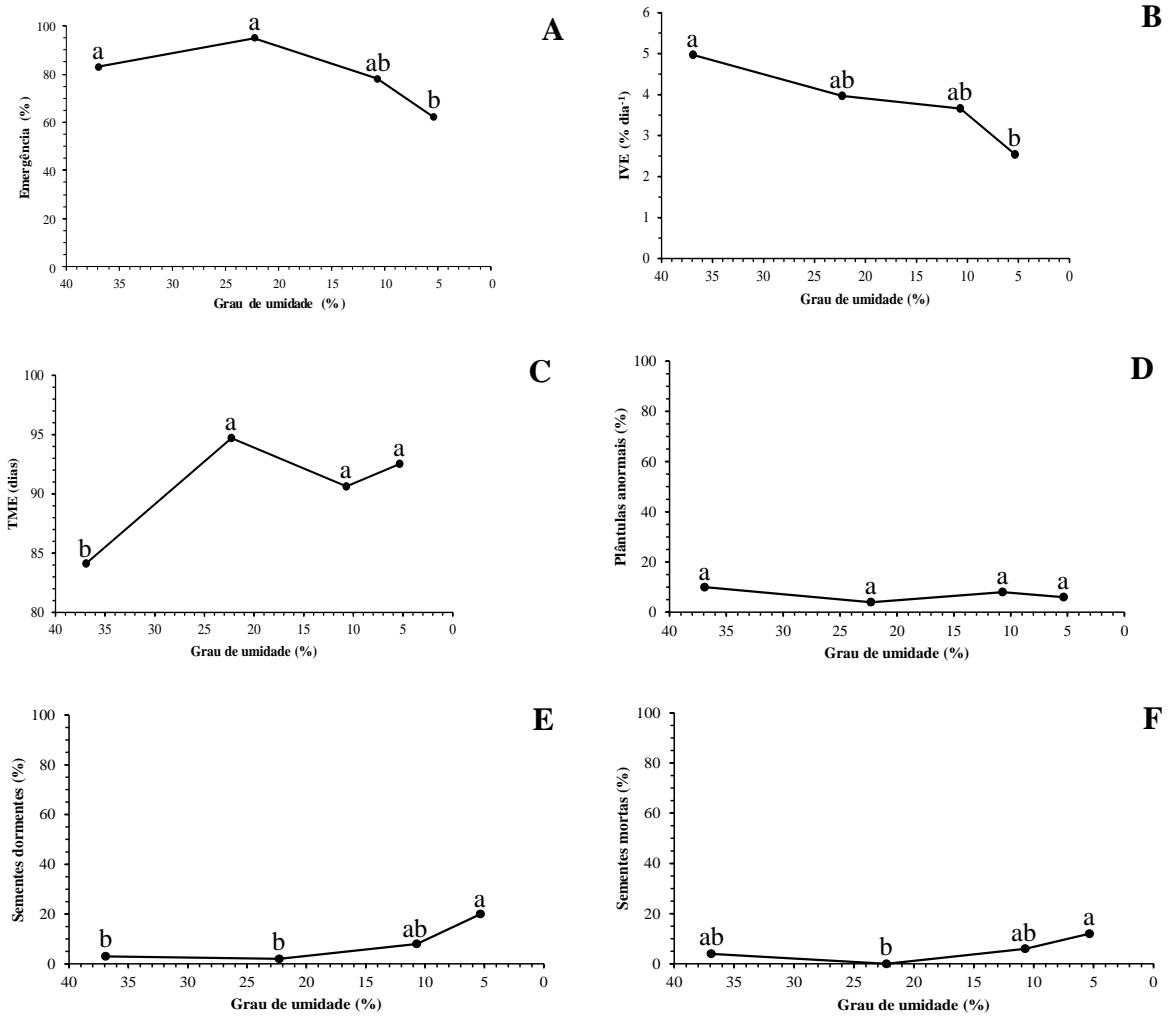 A
Emergência (%)
100
80
60
40
20
0
a
a
ab
b
40 35 30 25 20 15 10 5 0
Grau de umidade (%)
B
IVE (% dia⁻¹)
6
5
4
3
2
1
0
a
ab
ab
b
40 35 30 25 20 15 10 5 0
Grau de umidade (%)
C
TME (dias)
100
95
90
85
80
b
a
a
a
40 35 30 25 20 15 10 5 0
Grau de umidade (%)
D
Plântulas anormais (%)
100
80
60
40
20
0
a
a
a
a
40 35 30 25 20 15 10 5 0
Grau de umidade (%)
E
Sementes dormentes (%)
100
80
60
40
20
0
b
b
ab
a
40 35 30 25 20 15 10 5 0
Grau de umidade (%)
F
Sementes mortas (%)
100
80
60
40
20
0
ab
b
ab
a
40 35 30 25 20 15 10 5 0
Grau de umidade (%)